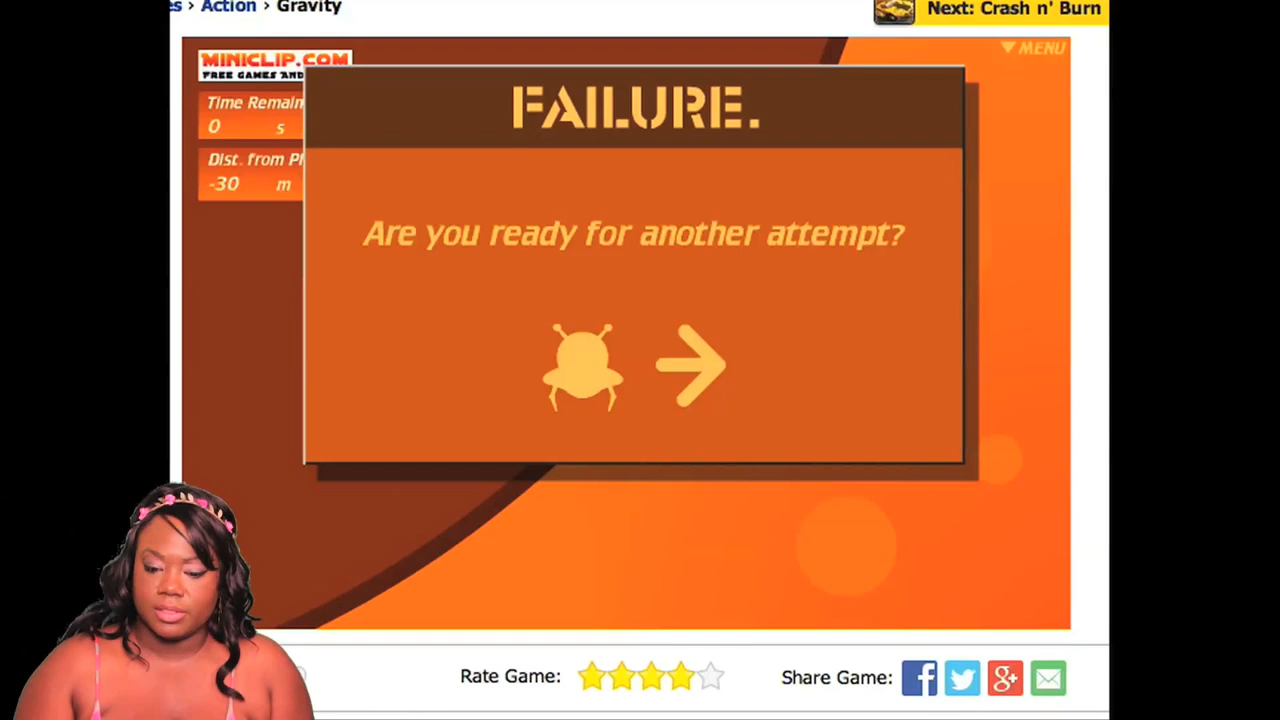 es › Action › Gravity
Next: Crash n' Burn
MINICLIP.COM
FREE GAMES AND
MENU
Time Remain
0 s
Dist. from Pl
-30 m
FAILURE.
Are you ready for another attempt?
Rate Game:
Share Game: